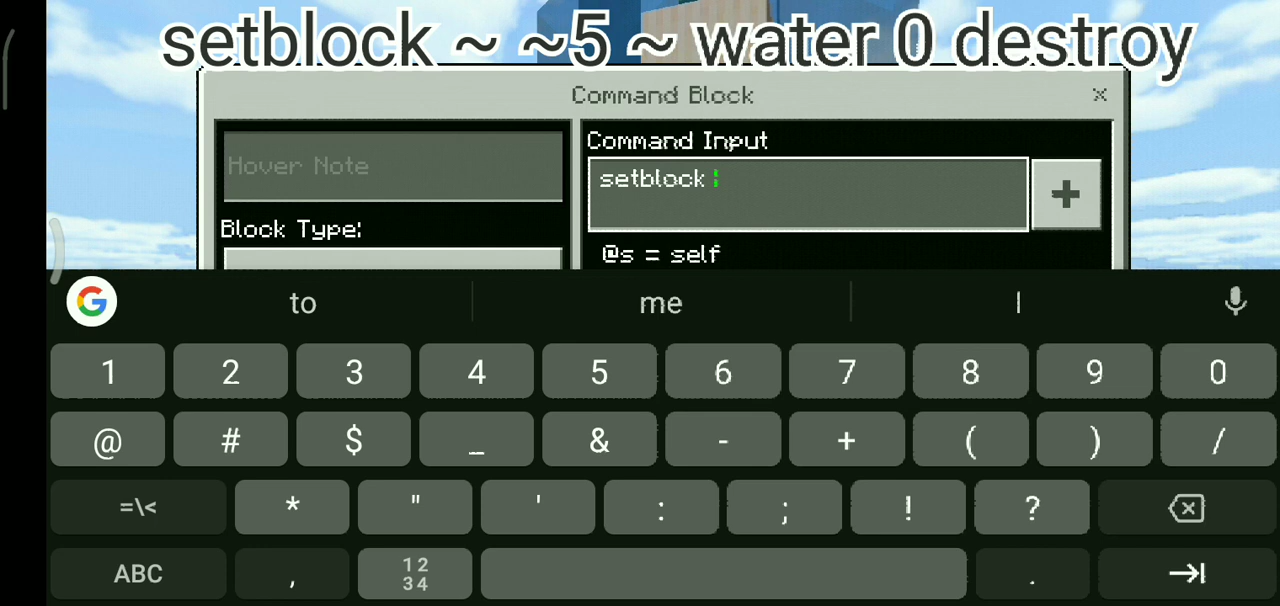 setblock ~ ~5 ~ water 0 destroy
Command Block
Hover Note
Command Input
setblock
Block Type:
@s = self
G to me I
1 2 3 4 5 6 7 8 9 0
@ # $ _ & - + ( ) /
=\< * " ' : ; ! ?
ABC , 12 34 .